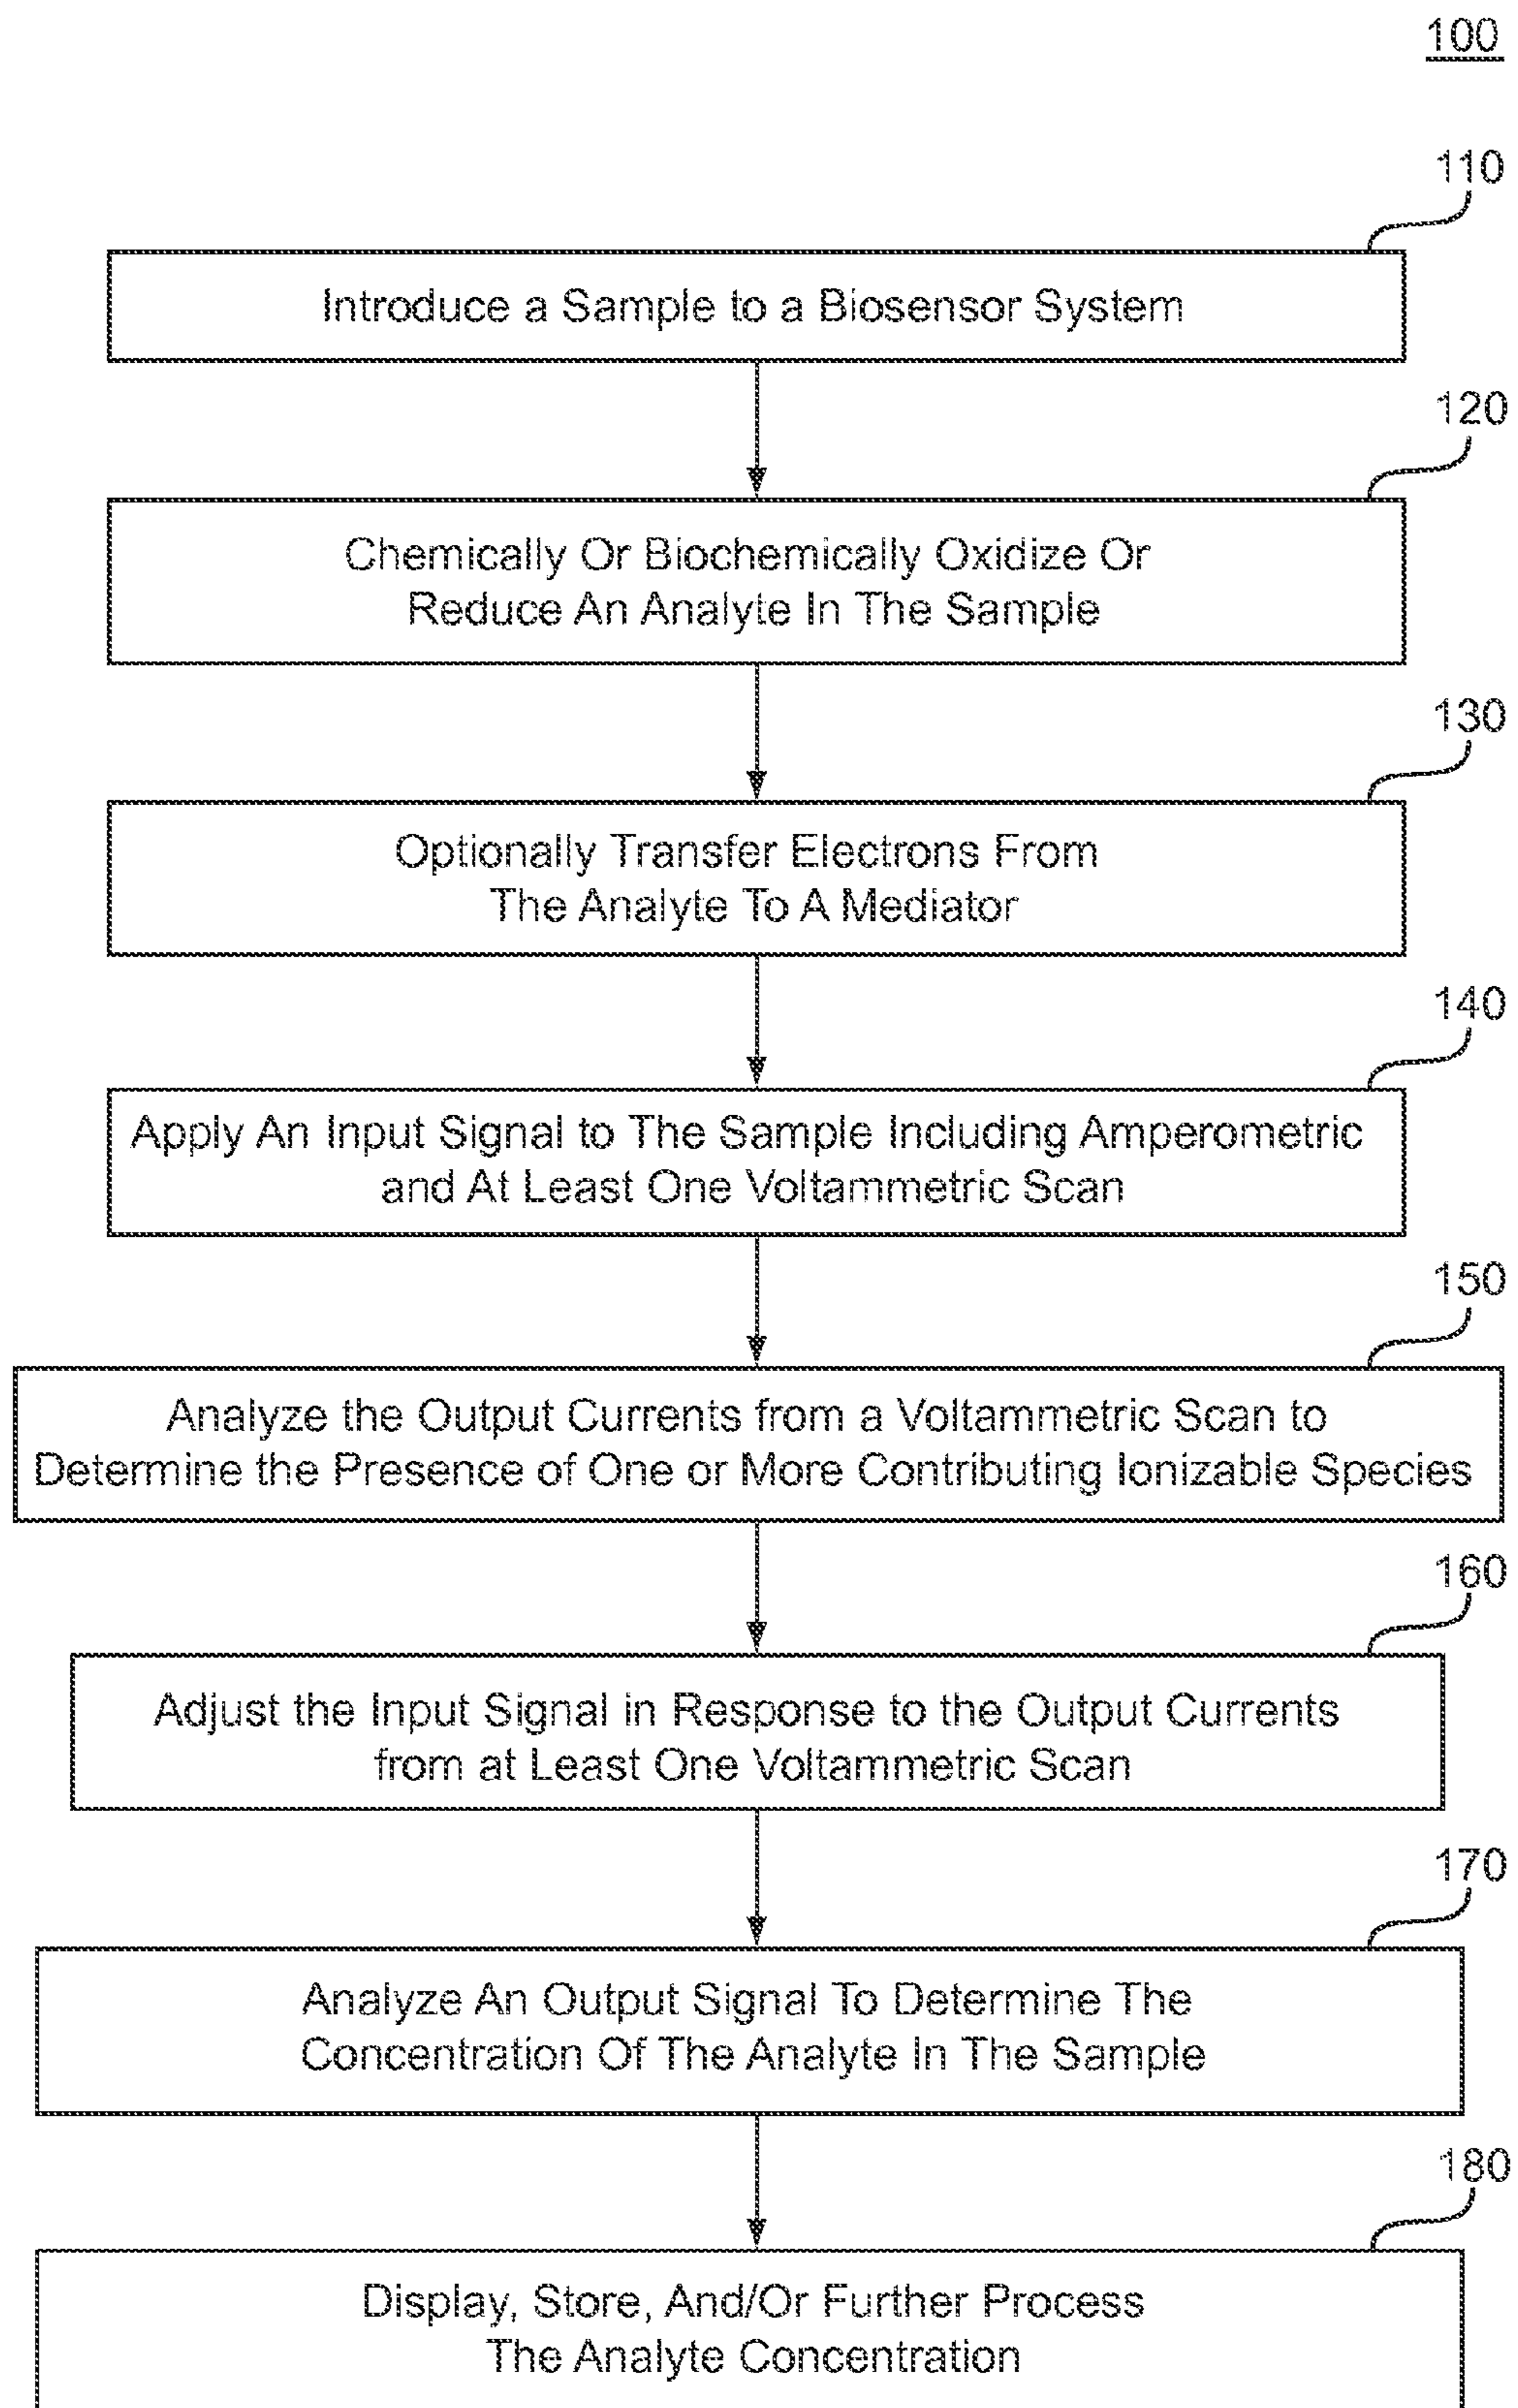 100
110
Introduce a Sample to a Biosensor System
120
Chemically Or Biochemically Oxidize Or
Reduce An Analyte In The Sample
130
Optionally Transfer Electrons From
The Analyte To A Mediator
140
Apply An Input Signal to The Sample Including Amperometric
and At Least One Voltammetric Scan
150
Analyze the Output Currents from a Voltammetric Scan to
Determine the Presence of One or More Contributing Ionizable Species
160
Adjust the Input Signal in Response to the Output Currents
from at Least One Voltammetric Scan
170
Analyze An Output Signal To Determine The
Concentration Of The Analyte In The Sample
180
Display, Store, And/Or Further Process
The Analyte Concentration